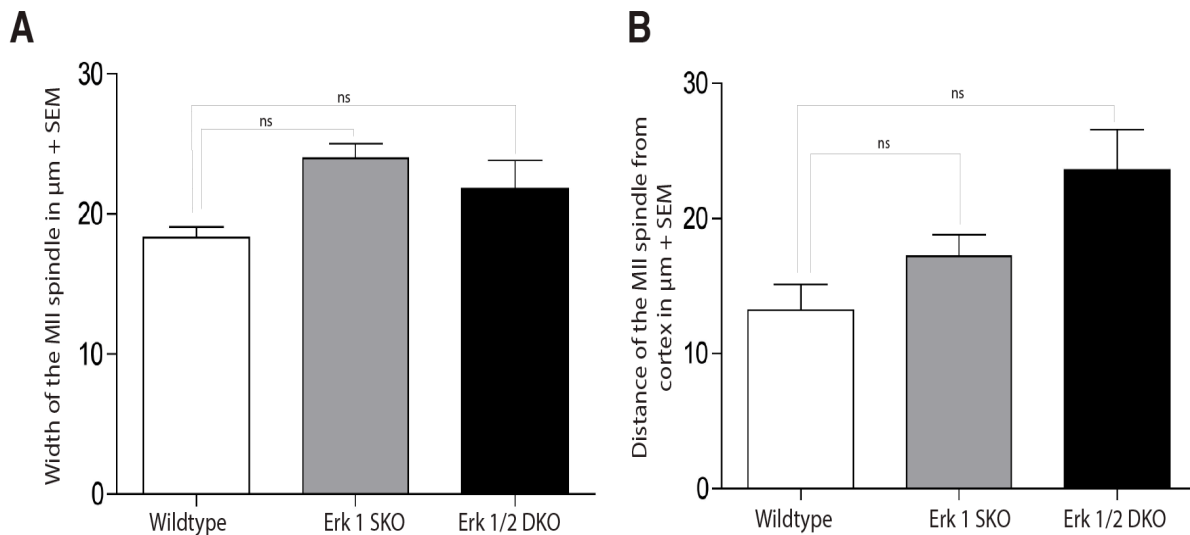 A
Width of the MII spindle in µm + SEM
30
20
10
0
ns
ns
Wildtype
Erk 1 SKO
Erk 1/2 DKO
B
Distance of the MII spindle from
cortex in µm + SEM
30
20
10
0
ns
ns
Wildtype
Erk 1 SKO
Erk 1/2 DKO